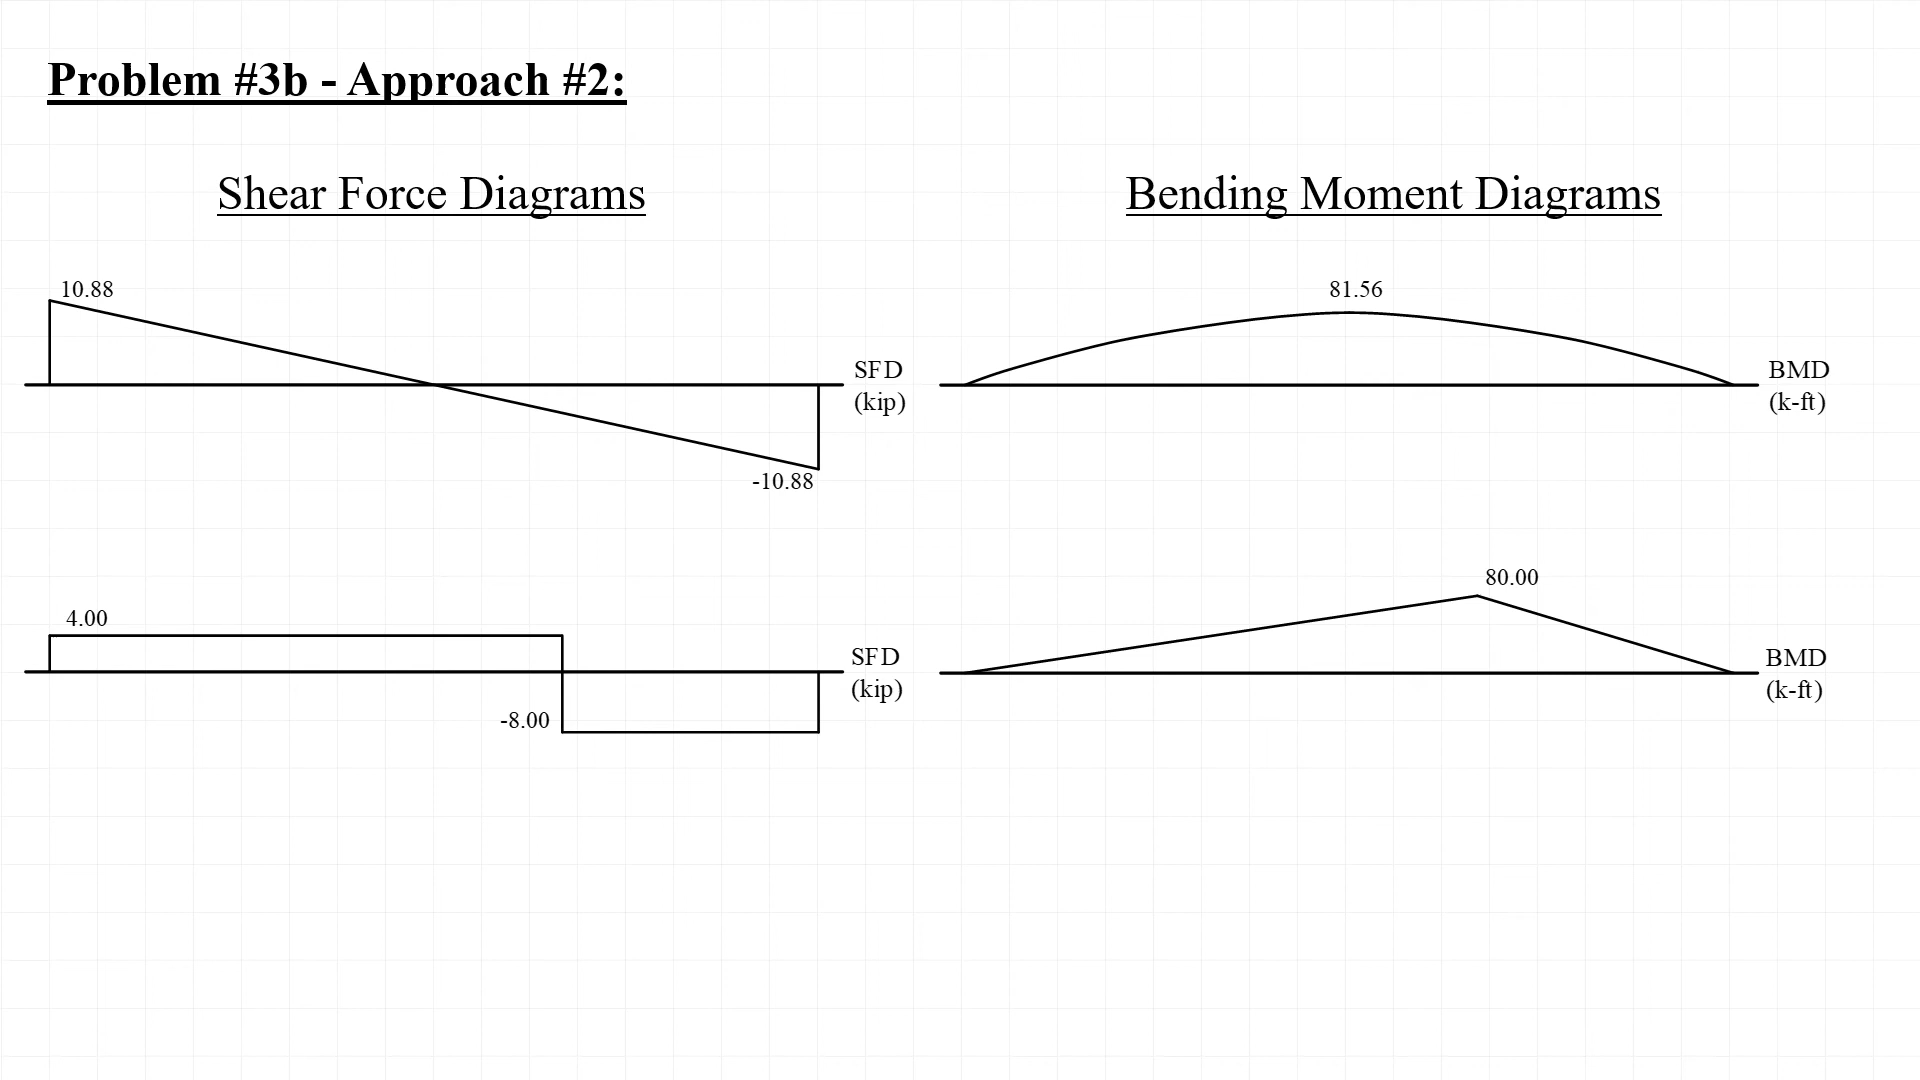 Problem #3b - Approach #2:
Shear Force Diagrams
Bending Moment Diagrams
10.88
SFD
(kip)
-10.88
81.56
BMD
(k-ft)
4.00
SFD
(kip)
-8.00
80.00
BMD
(k-ft)